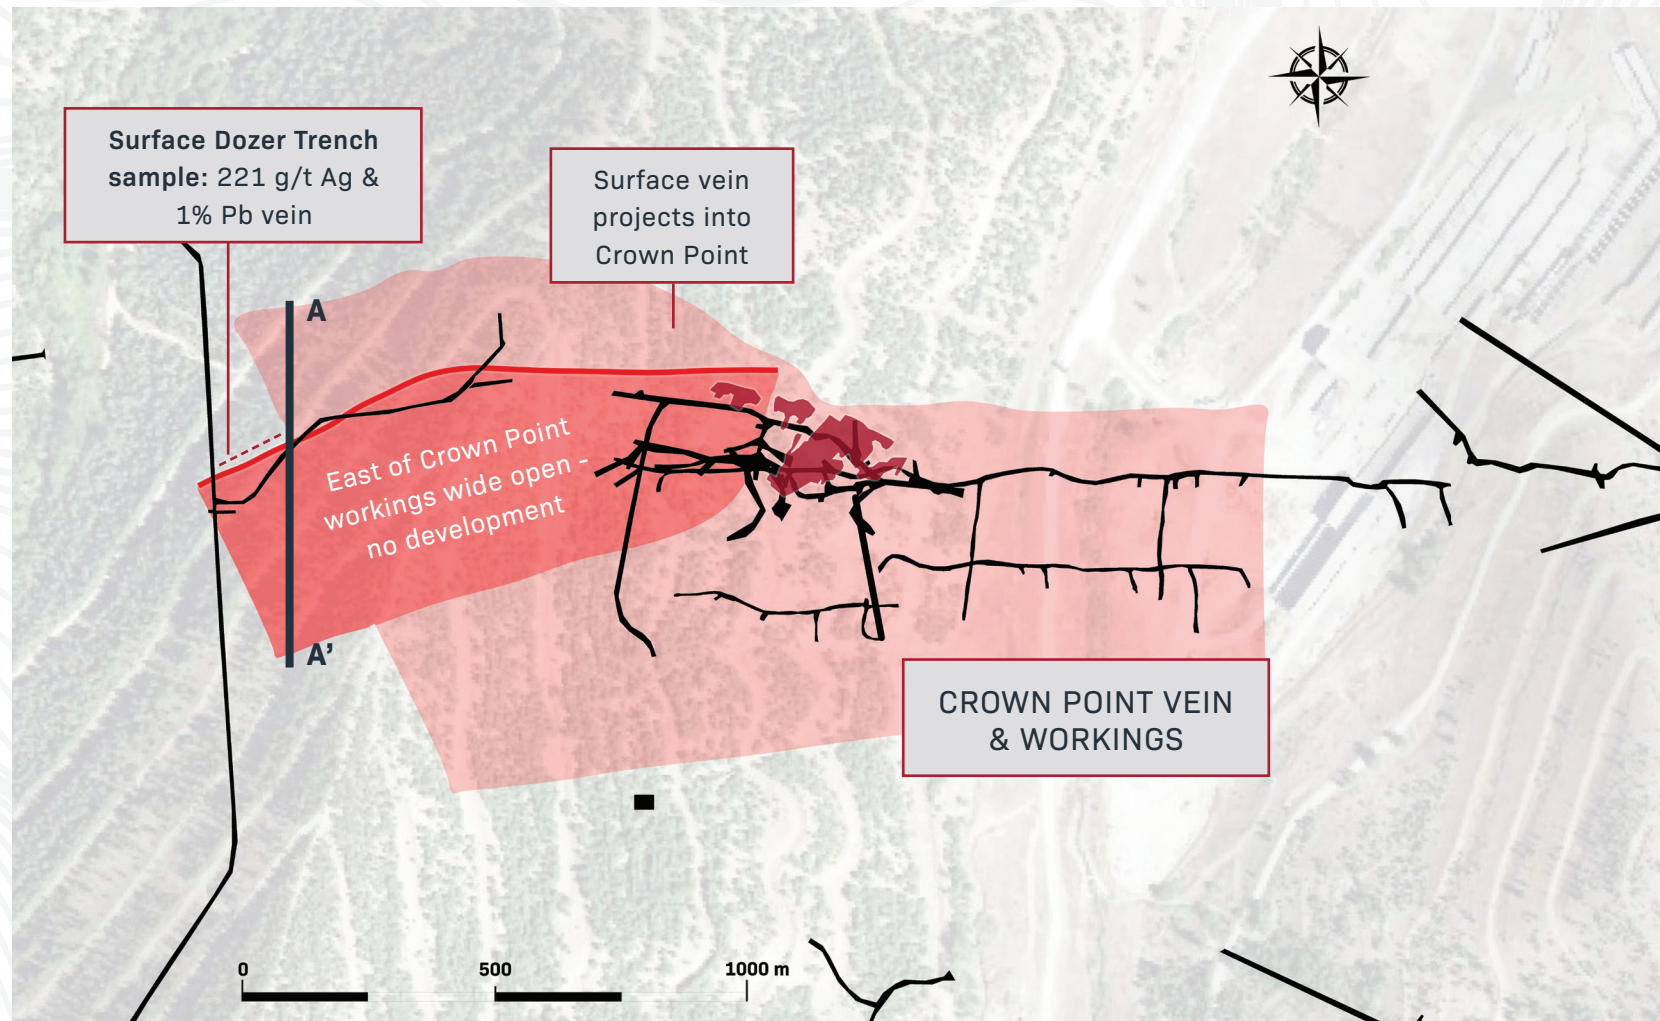 Surface Dozer Trench
sample: 221 g/t Ag &
1% Pb vein
Surface vein
projects into
Crown Point
A
East of Crown Point
workings wide open -
no development
A’
CROWN POINT VEIN
& WORKINGS
0 500 1000 m